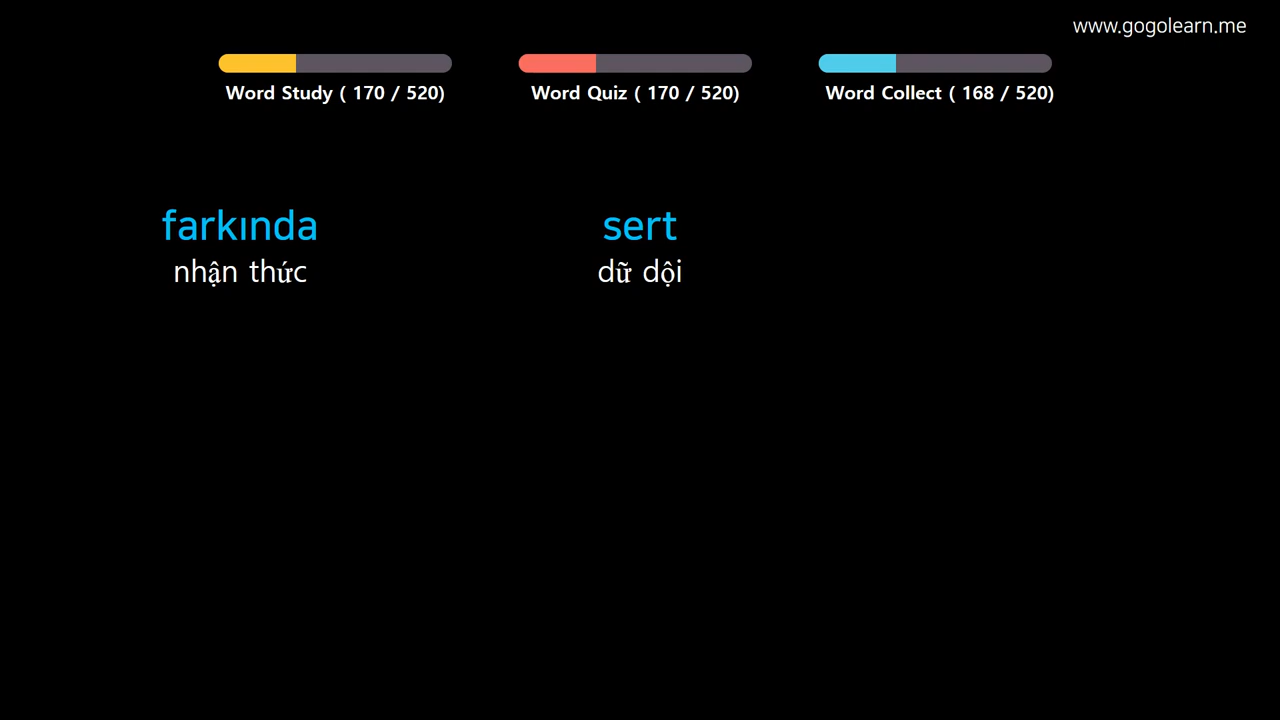 www.gogolearn.me
Word Study ( 170 / 520)
Word Quiz ( 170 / 520)
Word Collect ( 168 / 520)
farkında
nhận thức
sert
dữ dội